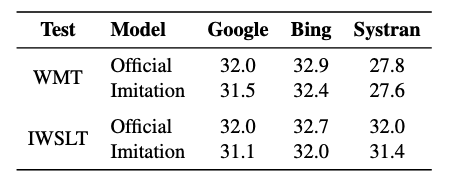 Test Model Google Bing Systran
WMT Official 32.0 32.9 27.8
Imitation 31.5 32.4 27.6
IWSLT Official 32.0 32.7 32.0
Imitation 31.1 32.0 31.4